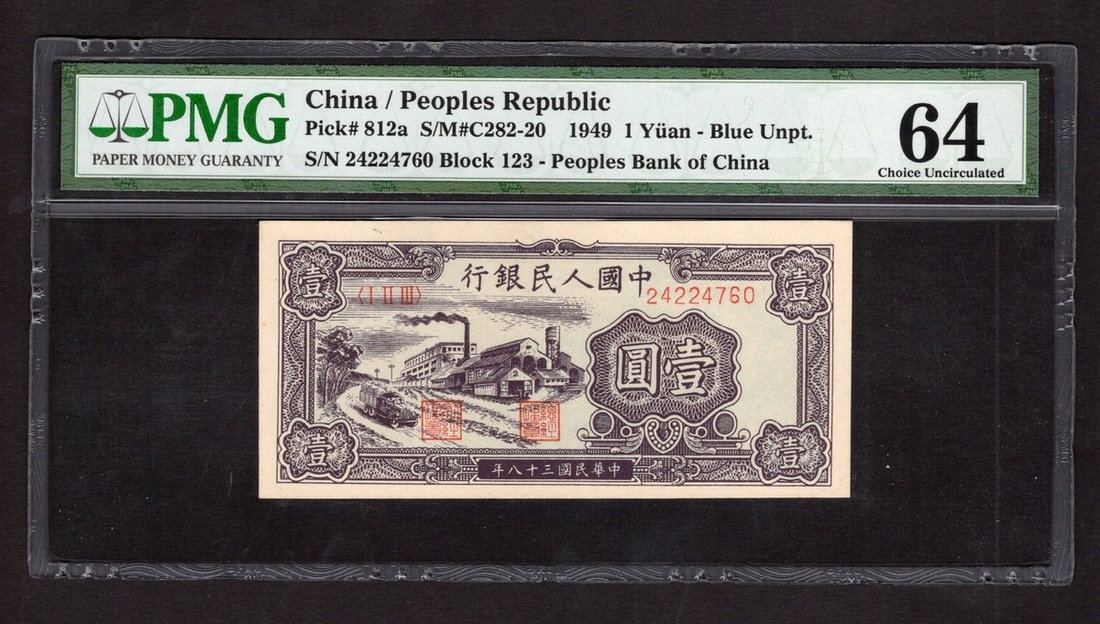 PMG
PAPER MONEY GUARANTY
China / Peoples Republic
Pick# 812a S/M#C282-20 1949 1 Yüan - Blue Unpt.
S/N 24224760 Block 123 - Peoples Bank of China
64
Choice Uncirculated
行銀民人國中
〈I II III〉
24224760
壹
壹
圓壹
壹
壹
年八十三國民華中